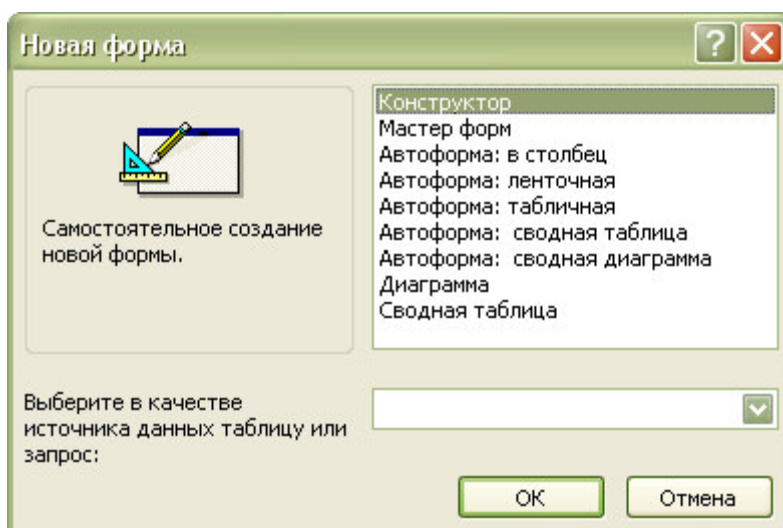 Новая форма
Самостоятельное создание
новой формы.
Конструктор
Мастер форм
Автоформа: в столбец
Автоформа: ленточная
Автоформа: табличная
Автоформа: сводная таблица
Автоформа: сводная диаграмма
Диаграмма
Сводная таблица
Выберите в качестве
источника данных таблицу или
запрос:
ОК
Отмена